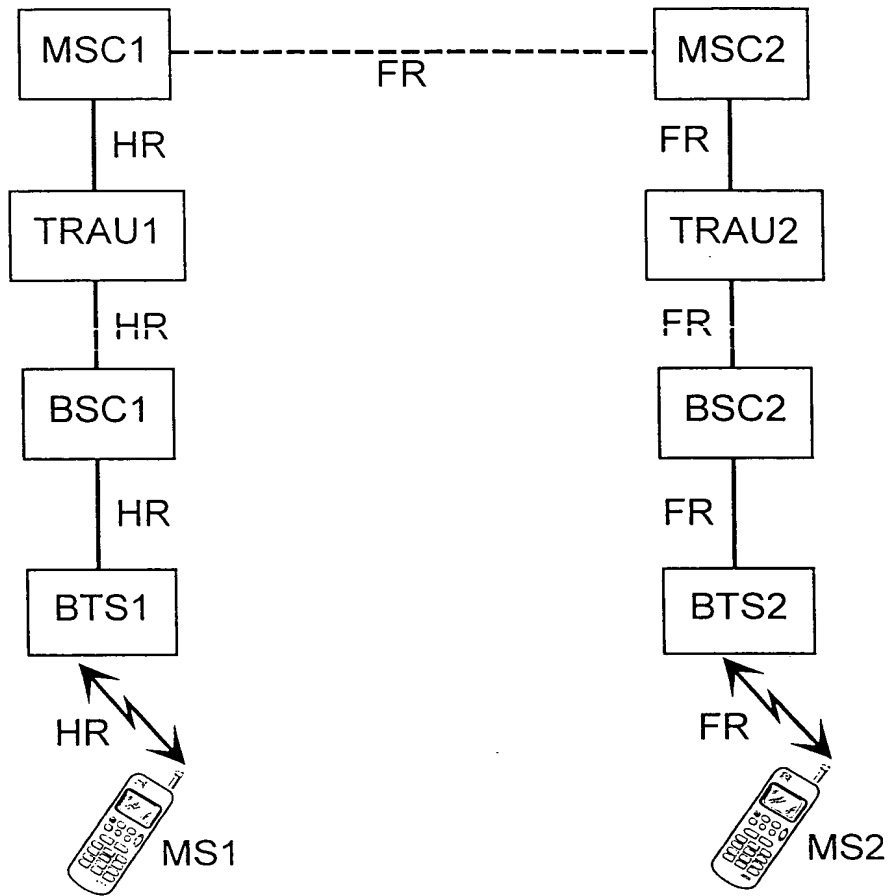 MSC1
MSC2
FR
HR
FR
TRAU1
TRAU2
HR
FR
BSC1
BSC2
HR
FR
BTS1
BTS2
HR
FR
MS1
MS2